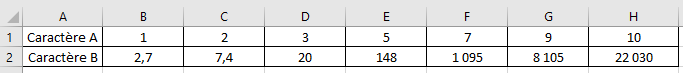 A B C D E F G H
1 Caractère A 1 2 3 5 7 9 10
2 Caractère B 2,7 7,4 20 148 1 095 8 105 22 030